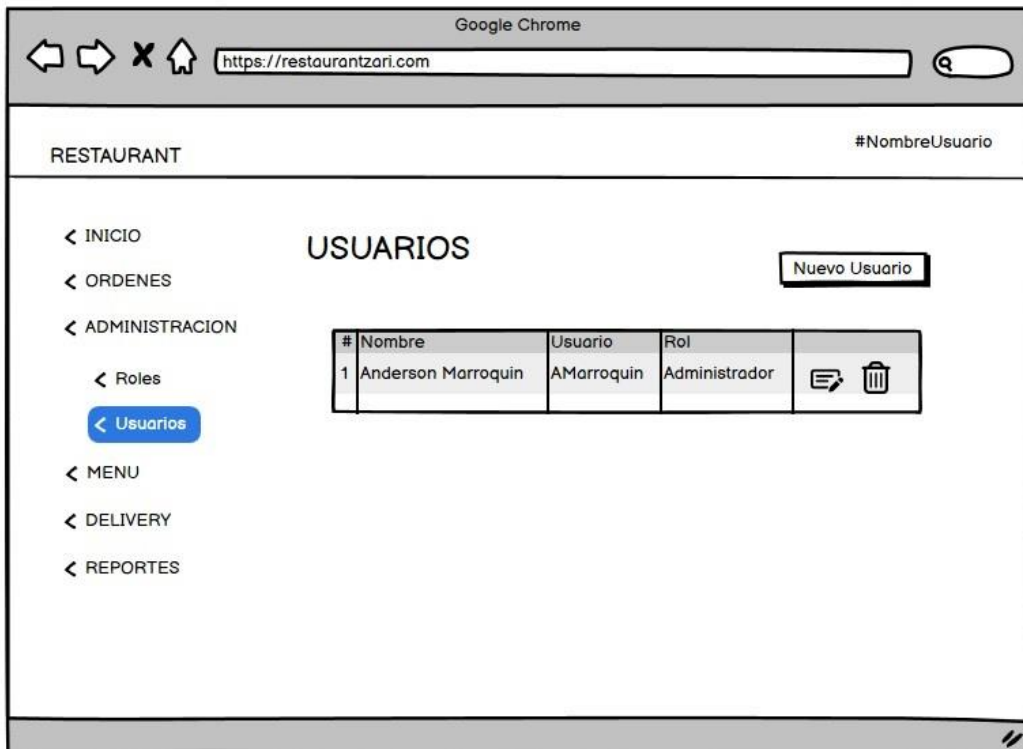 Google Chrome
https://restaurantzari.com
RESTAURANT
#NombreUsuario
INICIO
ORDENES
ADMINISTRACION
Roles
Usuarios
MENU
DELIVERY
REPORTES
USUARIOS
Nuevo Usuario
# Nombre Usuario Rol
1 Anderson Marroquin AMarroquin Administrador